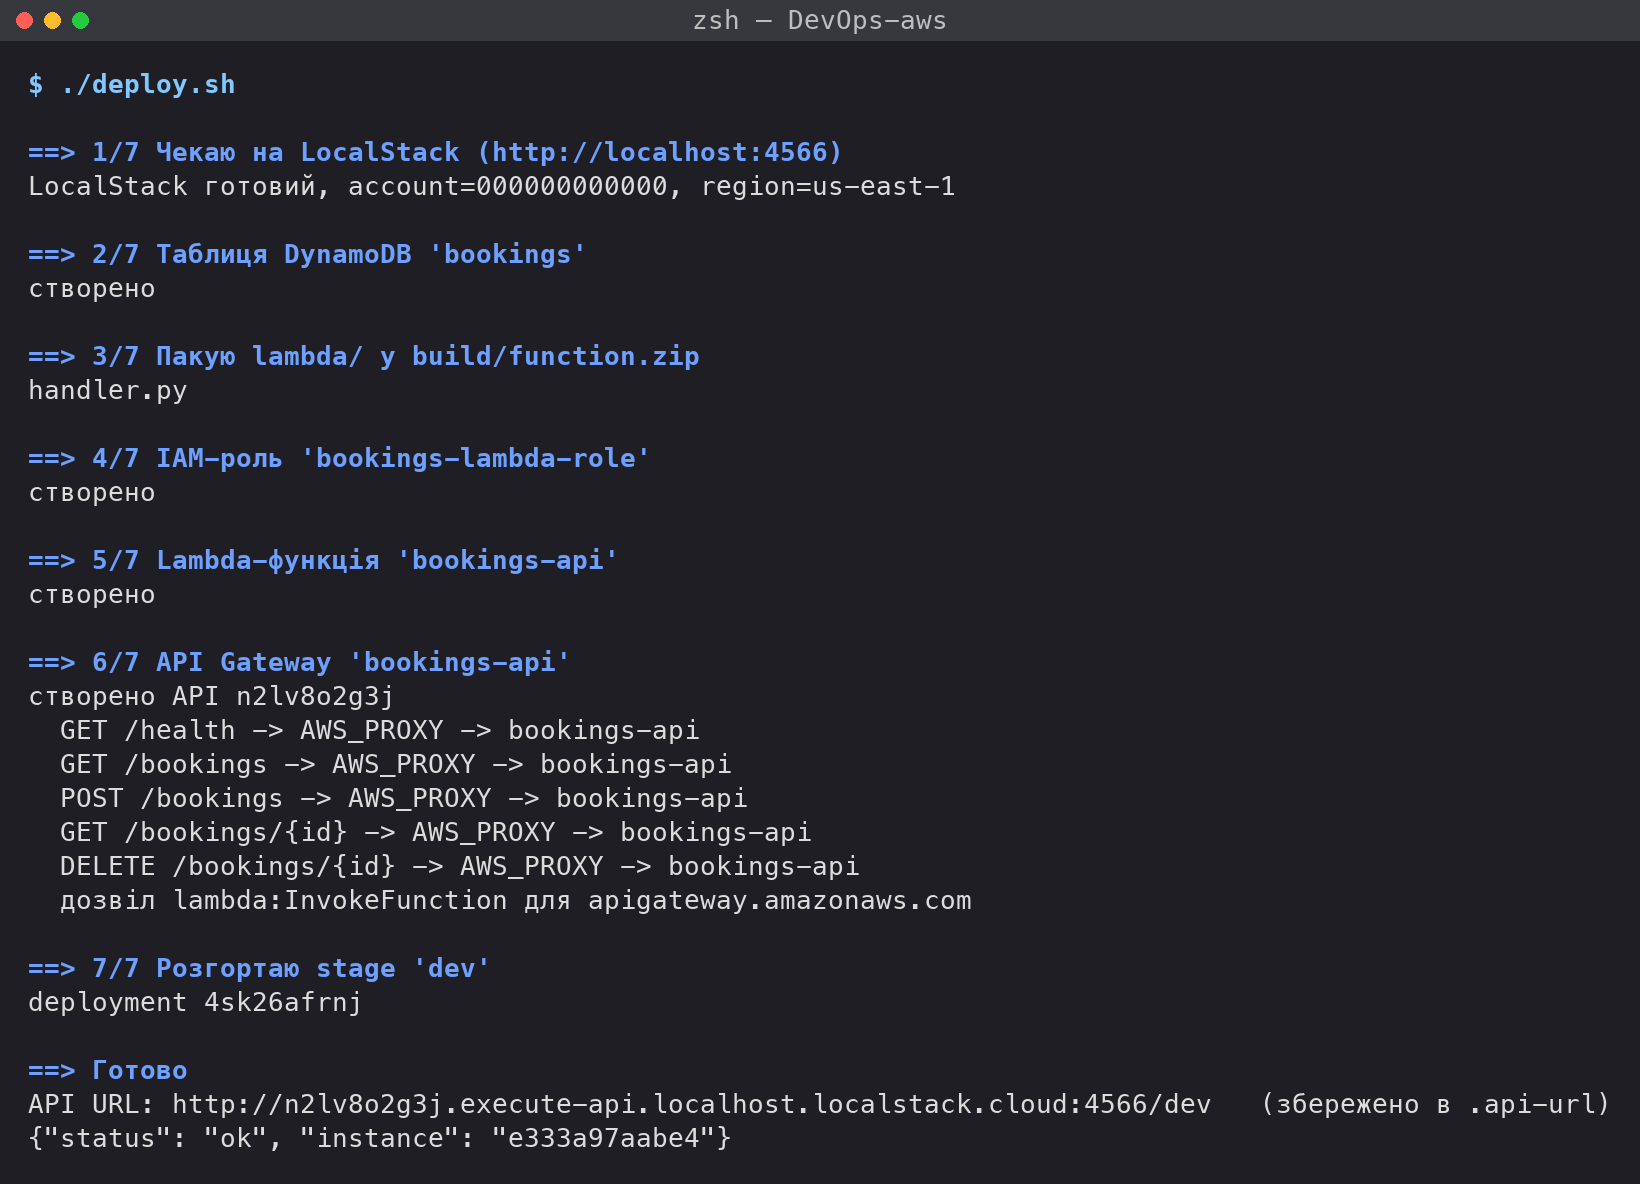 zsh — DevOps-aws
$ ./deploy.sh
==> 1/7 Чекаю на LocalStack (http://localhost:4566)
LocalStack готовий, account=000000000000, region=us-east-1
==> 2/7 Таблиця DynamoDB 'bookings'
створено
==> 3/7 Пакую lambda/ у build/function.zip
handler.py
==> 4/7 IAM-роль 'bookings-lambda-role'
створено
==> 5/7 Lambda-функція 'bookings-api'
створено
==> 6/7 API Gateway 'bookings-api'
створено API n2lv8o2g3j
GET /health -> AWS_PROXY -> bookings-api
GET /bookings -> AWS_PROXY -> bookings-api
POST /bookings -> AWS_PROXY -> bookings-api
GET /bookings/{id} -> AWS_PROXY -> bookings-api
DELETE /bookings/{id} -> AWS_PROXY -> bookings-api
дозвіл lambda:InvokeFunction для apigateway.amazonaws.com
==> 7/7 Розгортаю stage 'dev'
deployment 4sk26afrnj
==> Готово
API URL: http://n2lv8o2g3j.execute-api.localhost.localstack.cloud:4566/dev   (збережено в .api-url)
{"status": "ok", "instance": "e333a97aabe4"}